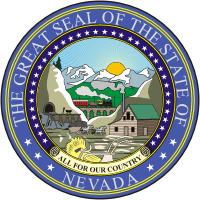 THE GREAT SEAL OF THE STATE OF
NEVADA
ALL FOR OUR COUNTRY